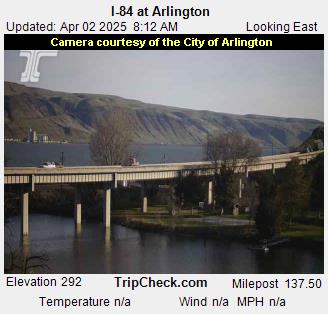 I-84 at Arlington
Updated: Apr 02 2025 8:12 AM Looking East
Camera courtesy of the City of Arlington
Elevation 292 TripCheck.com Milepost 137.50
Temperature n/a Wind n/a MPH n/a